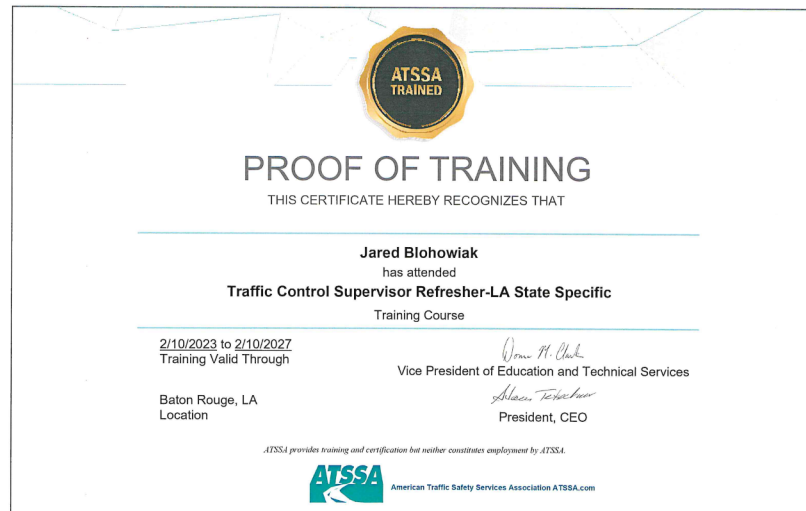 ATSSA
TRAINED
PROOF OF TRAINING
THIS CERTIFICATE HEREBY RECOGNIZES THAT
Jared Blohowiak
has attended
Traffic Control Supervisor Refresher-LA State Specific
Training Course
2/10/2023 to 2/10/2027
Training Valid Through
Vice President of Education and Technical Services
Baton Rouge, LA
Location
President, CEO
ATSSA provides training and certification but neither constitutes employment by ATSSA.
ATSSA
American Traffic Safety Services Association ATSSA.com